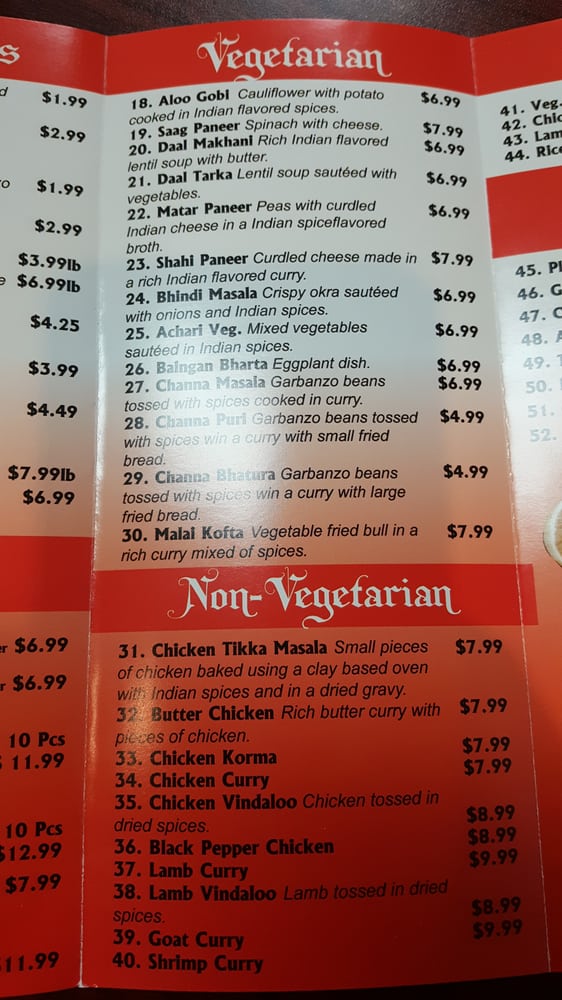 s
$1.99
$2.99
$1.99
$2.99
$3.99lb
$6.99lb
$4.25
$3.99
$4.49
$7.99lb
$6.99
$6.99
$6.99
10 Pcs
11.99
10 Pcs
$12.99
$7.99
$11.99
Vegetarian
18. Aloo Gobi Cauliflower with potato $6.99
cooked in Indian flavored spices.
19. Saag Paneer Spinach with cheese. $7.99
20. Daal Makhani Rich Indian flavored $6.99
lentil soup with butter.
21. Daal Tarka Lentil soup sautéed with $6.99
vegetables.
22. Matar Paneer Peas with curdled $6.99
Indian cheese in a Indian spiceflavored
broth.
23. Shahi Paneer Curdled cheese made in $7.99
a rich Indian flavored curry.
24. Bhindi Masala Crispy okra sautéed $6.99
with onions and Indian spices.
25. Achari Veg. Mixed vegetables $6.99
sautéed in Indian spices.
26. Baingan Bharta Eggplant dish. $6.99
27. Channa Masala Garbanzo beans $6.99
tossed with spices cooked in curry.
28. Channa Puri Garbanzo beans tossed $4.99
with spices win a curry with small fried
bread.
29. Channa Bhatura Garbanzo beans $4.99
tossed with spices win a curry with large
fried bread.
30. Malai Kofta Vegetable fried bull in a $7.99
rich curry mixed of spices.
Non-Vegetarian
31. Chicken Tikka Masala Small pieces $7.99
of chicken baked using a clay based oven
with Indian spices and in a dried gravy.
32. Butter Chicken Rich butter curry with $7.99
pieces of chicken.
33. Chicken Korma $7.99
34. Chicken Curry $7.99
35. Chicken Vindaloo Chicken tossed in
dried spices. $8.99
36. Black Pepper Chicken $8.99
37. Lamb Curry $9.99
38. Lamb Vindaloo Lamb tossed in dried
spices. $8.99
39. Goat Curry $9.99
40. Shrimp Curry
41. Veg.
42. Chic
43. Lam
44. Rice
45.
46. G
47. C
48.
49.
50.
51.
52.